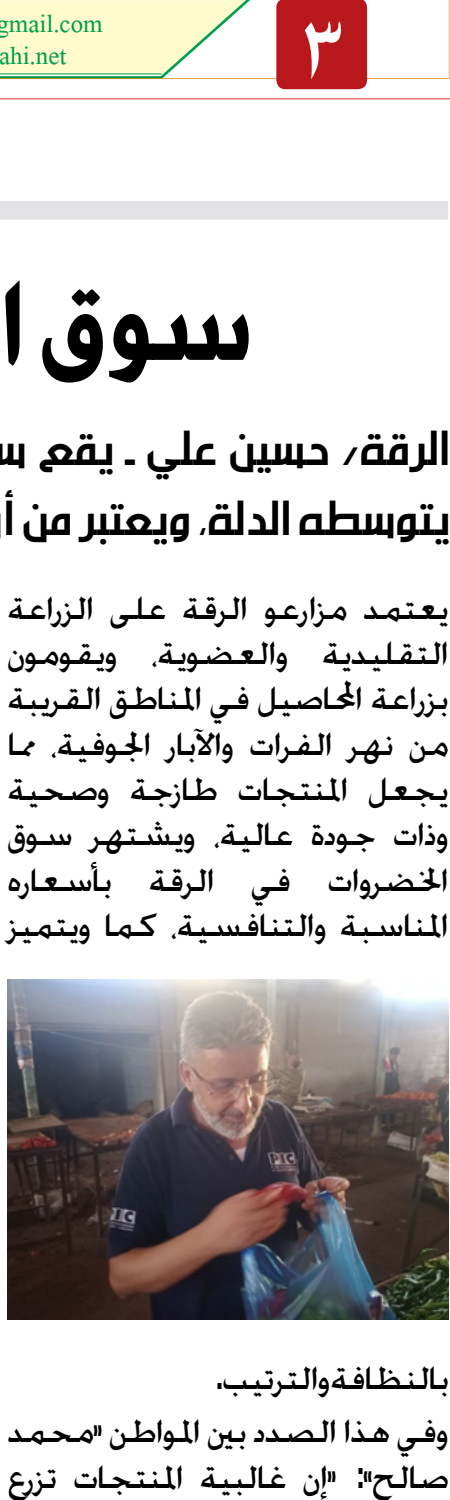 gmail.com
ahi.net
٣
سوق ا
الرقة/ حسين علي ـ يقع س
يتوسطه الدلة، ويعتبر من أ
يعتمد مزارعو الرقة على الزراعة
التقليدية والعضوية، ويقومون
بزراعة المحاصيل في المناطق القريبة
من نهر الفرات والآبار الجوفية، مما
يجعل المنتجات طازجة وصحية
وذات جودة عالية، ويشتهر سوق
الخضروات في الرقة بأسعاره
المناسبة والتنافسية، كما ويتميز
PIC
PIC
بالنظافة والترتيب.
وفي هذا الصدد بين المواطن "محمد
صالح": "إن غالبية المنتجات تزرع